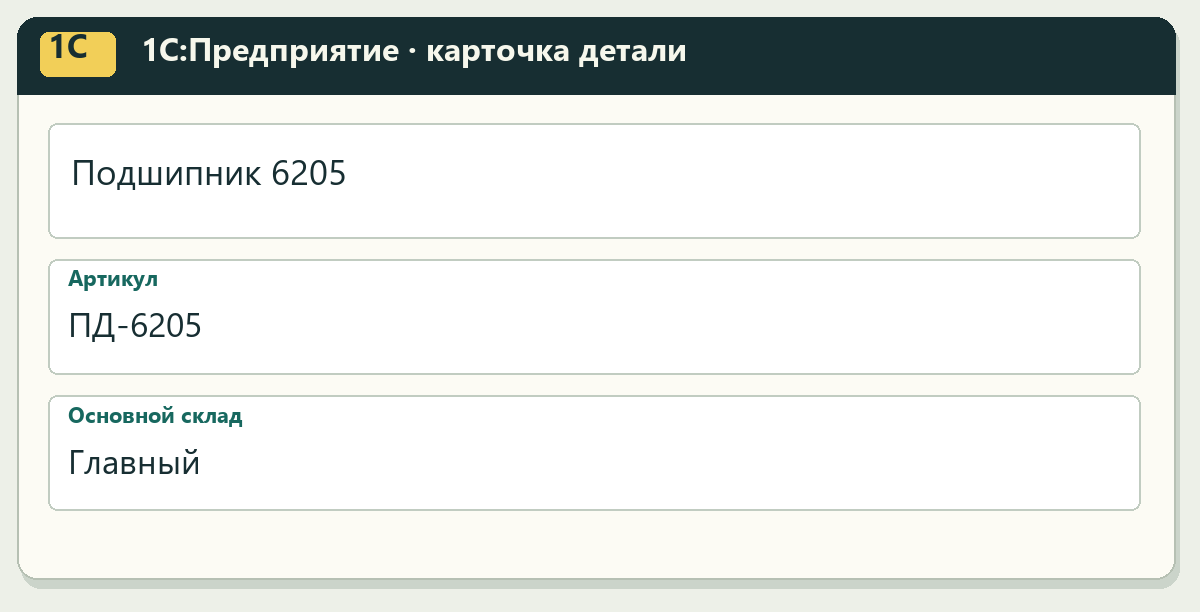 1С
1С:Предприятие · карточка детали
Подшипник 6205
Артикул
ПД-6205
Основной склад
Главный